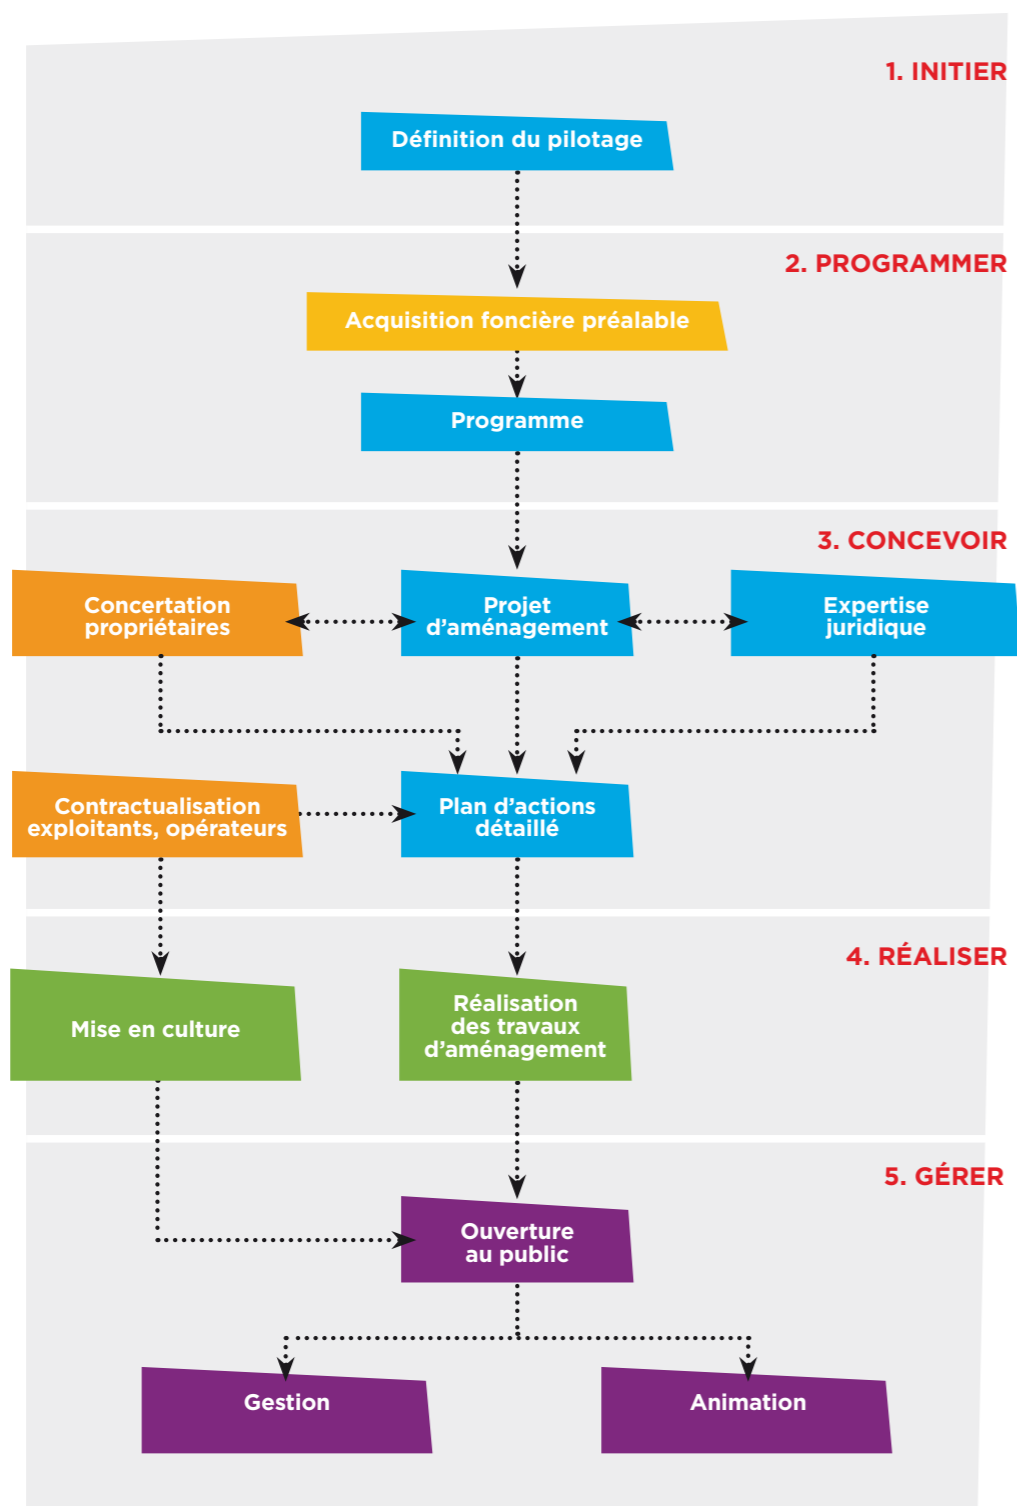 1. INITIER
Définition du pilotage
2. PROGRAMMER
Acquisition foncière préalable
Programme
3. CONCEVOIR
Concertation
propriétaires
Projet
d’aménagement
Expertise
juridique
Contractualisation
exploitants, opérateurs
Plan d’actions
détaillé
4. RÉALISER
Mise en culture
Réalisation
des travaux
d’aménagement
5. GÉRER
Ouverture
au public
Gestion
Animation